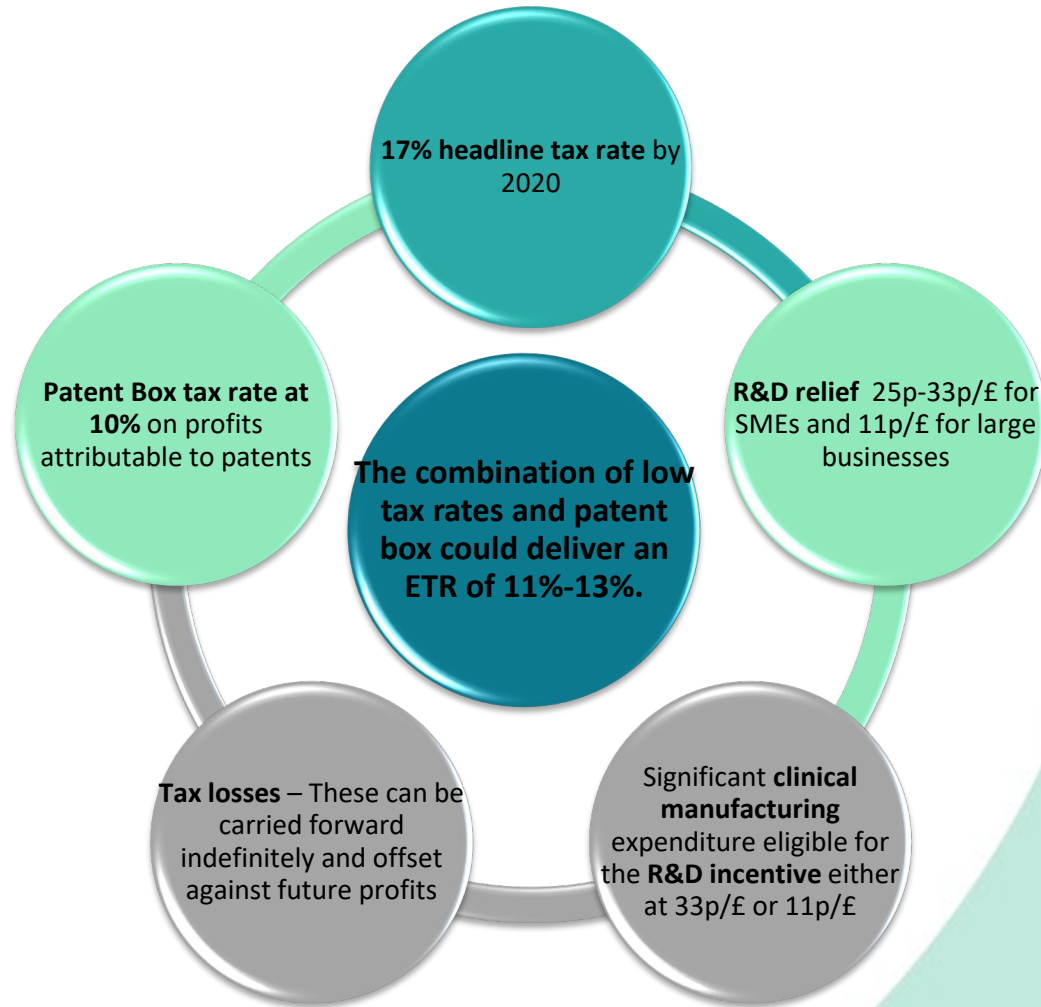 17% headline tax rate by
2020
R&D relief 25p-33p/£ for
SMEs and 11p/£ for large
businesses
Significant clinical
manufacturing
expenditure eligible for
the R&D incentive either
at 33p/£ or 11p/£
Tax losses – These can be
carried forward
indefinitely and offset
against future profits
Patent Box tax rate at
10% on profits
attributable to patents
The combination of low
tax rates and patent
box could deliver an
ETR of 11%-13%.